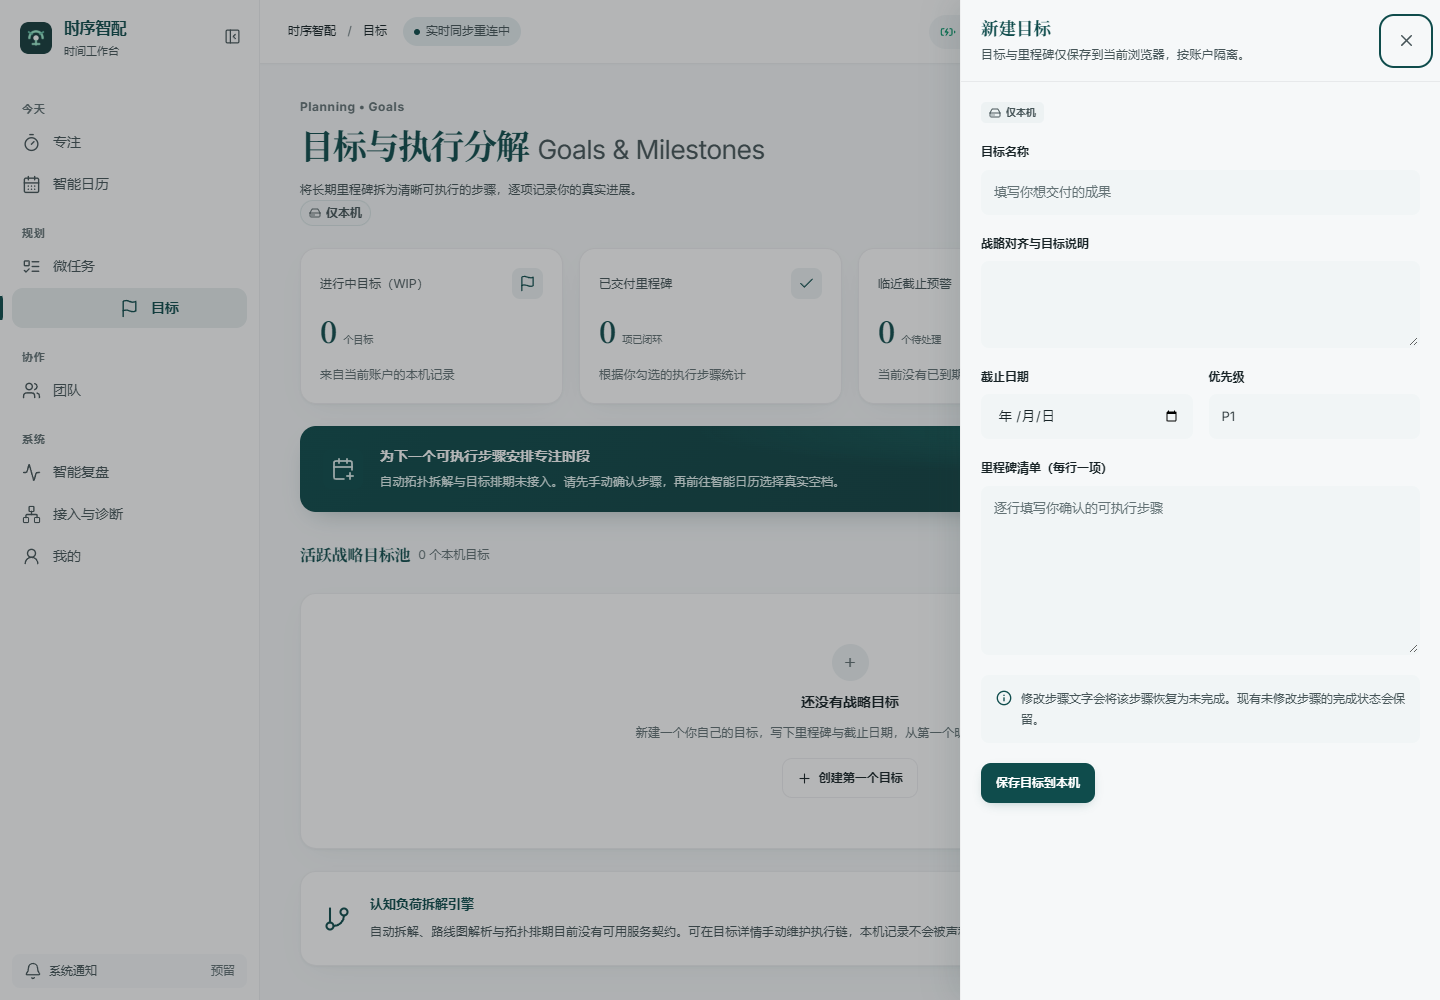 时序智配
时间工作台
今天
专注
智能日历
规划
微任务
目标
协作
团队
系统
智能复盘
接入与诊断
我的
系统通知 预留
时序智配 / 目标 实时同步重连中
Planning • Goals
目标与执行分解 Goals & Milestones
将长期里程碑拆为清晰可执行的步骤，逐项记录你的真实进展。
仅本机
进行中目标（WIP）
0 个目标
来自当前账户的本机记录
已交付里程碑
0 项已闭环
根据你勾选的执行步骤统计
临近截止预警
0 个待处理
当前没有已到期
为下一个可执行步骤安排专注时段
自动拓扑拆解与目标排期未接入。请先手动确认步骤，再前往智能日历选择真实空档。
活跃战略目标池 0 个本机目标
还没有战略目标
新建一个你自己的目标，写下里程碑与截止日期，从第一个
创建第一个目标
认知负荷拆解引擎
自动拆解、路线图解析与拓扑排期目前没有可用服务契约。可在目标详情手动维护执行链，本机记录不会被声
新建目标
目标与里程碑仅保存到当前浏览器，按账户隔离。
仅本机
目标名称
填写你想交付的成果
战略对齐与目标说明
截止日期
年 /月/日
优先级
P1
里程碑清单（每行一项）
逐行填写你确认的可执行步骤
修改步骤文字会将该步骤恢复为未完成。现有未修改步骤的完成状态会保
留。
保存目标到本机